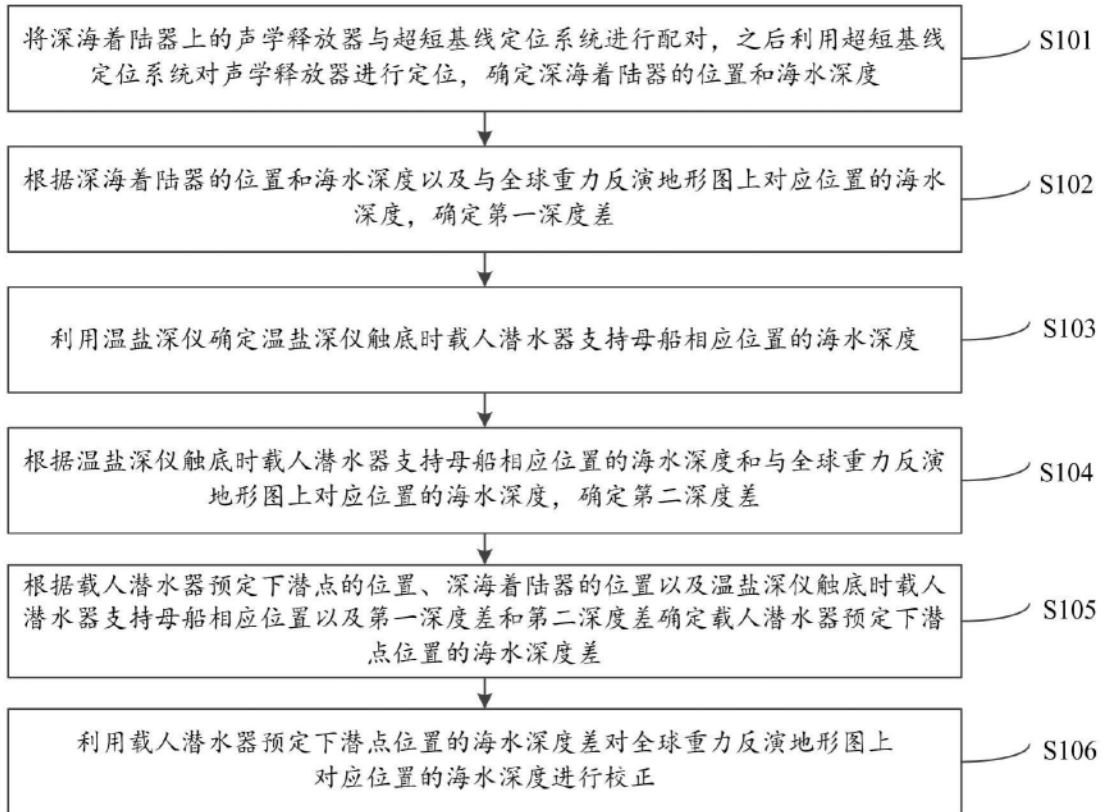 将深海着陆器上的声学释放器与超短基线定位系统进行配对，之后利用超短基线
定位系统对声学释放器进行定位，确定深海着陆器的位置和海水深度
S101
根据深海着陆器的位置和海水深度以及与全球重力反演地形图上对应位置的海水
深度，确定第一深度差
S102
利用温盐深仪确定温盐深仪触底时载人潜水器支持母船相应位置的海水深度
S103
根据温盐深仪触底时载人潜水器支持母船相应位置的海水深度和与全球重力反演
地形图上对应位置的海水深度，确定第二深度差
S104
根据载人潜水器预定下潜点的位置、深海着陆器的位置以及温盐深仪触底时载人
潜水器支持母船相应位置以及第一深度差和第二深度差确定载人潜水器预定下潜
点位置的海水深度差
S105
利用载人潜水器预定下潜点位置的海水深度差对全球重力反演地形图上
对应位置的海水深度进行校正
S106